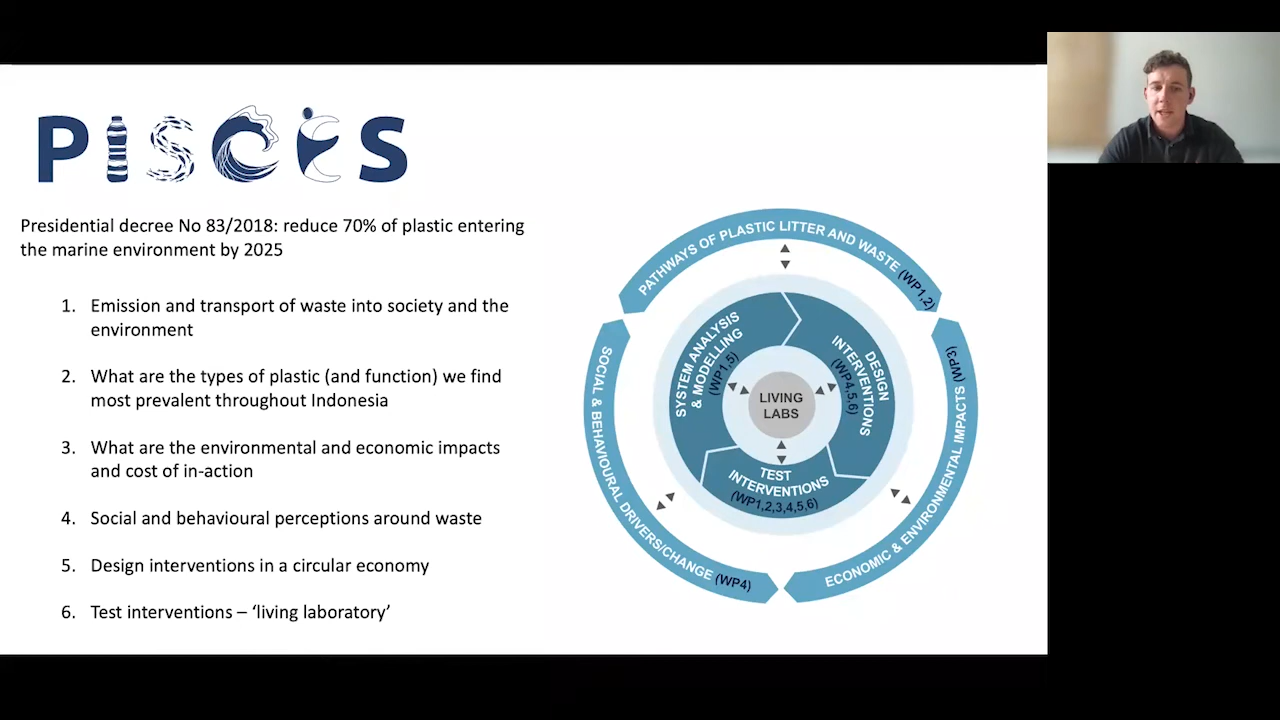 PISCES
Presidential decree No 83/2018: reduce 70% of plastic entering
the marine environment by 2025
1. Emission and transport of waste into society and the
environment
2. What are the types of plastic (and function) we find
most prevalent throughout Indonesia
3. What are the environmental and economic impacts
and cost of in-action
4. Social and behavioural perceptions around waste
5. Design interventions in a circular economy
6. Test interventions – ‘living laboratory’
PATHWAYS OF PLASTIC LITTER AND WASTE (WP1,2)
SOCIAL & BEHAVIOURAL DRIVERS/CHANGE (WP4)
ECONOMIC & ENVIRONMENTAL IMPACTS (WP3)
SYSTEM ANALYSIS
& MODELLING
(WP1,5)
DESIGN
INTERVENTIONS
(WP4,5,6)
LIVING
LABS
TEST
INTERVENTIONS
(WP1,2,3,4,5,6)